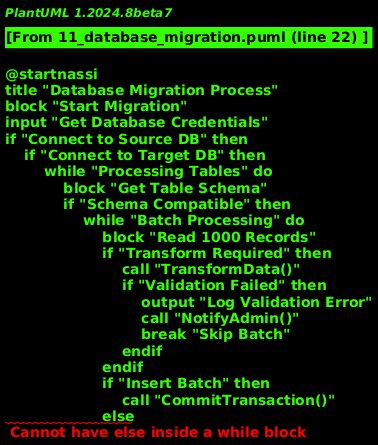 PlantUML 1.2024.8beta7
[From 11_database_migration.puml (line 22) ]
@startnassi
title "Database Migration Process"
block "Start Migration"
input "Get Database Credentials"
if "Connect to Source DB" then
if "Connect to Target DB" then
while "Processing Tables" do
block "Get Table Schema"
if "Schema Compatible" then
while "Batch Processing" do
block "Read 1000 Records"
if "Transform Required" then
call "TransformData()"
if "Validation Failed" then
output "Log Validation Error"
call "NotifyAdmin()"
break "Skip Batch"
endif
endif
if "Insert Batch" then
call "CommitTransaction()"
else
Cannot have else inside a while block